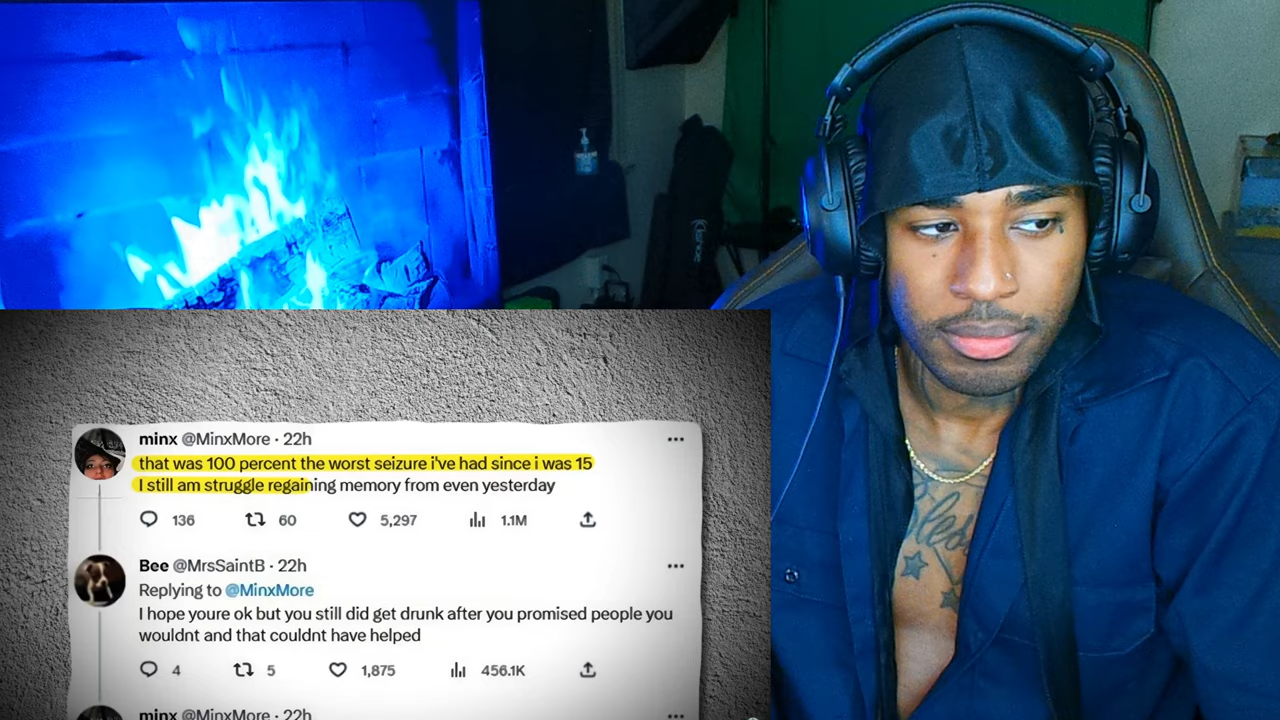 minx @MinxMore · 22h
that was 100 percent the worst seizure i've had since i was 15
I still am struggle regaining memory from even yesterday
136 60 5,297 1.1M
Bee @MrsSaintB · 22h
Replying to @MinxMore
I hope youre ok but you still did get drunk after you promised people you
wouldnt and that couldnt have helped
4 5 1,875 456.1K
minx @MinxMore · 22h